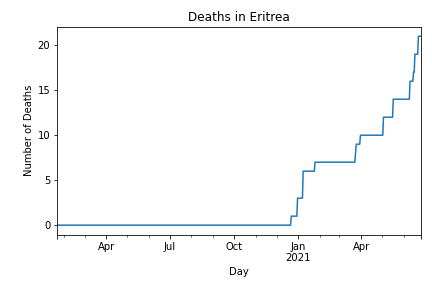 Deaths in Eritrea
20
15
10
5
0
Number of Deaths
Apr
Jul
Oct
Jan
2021
Apr
Day